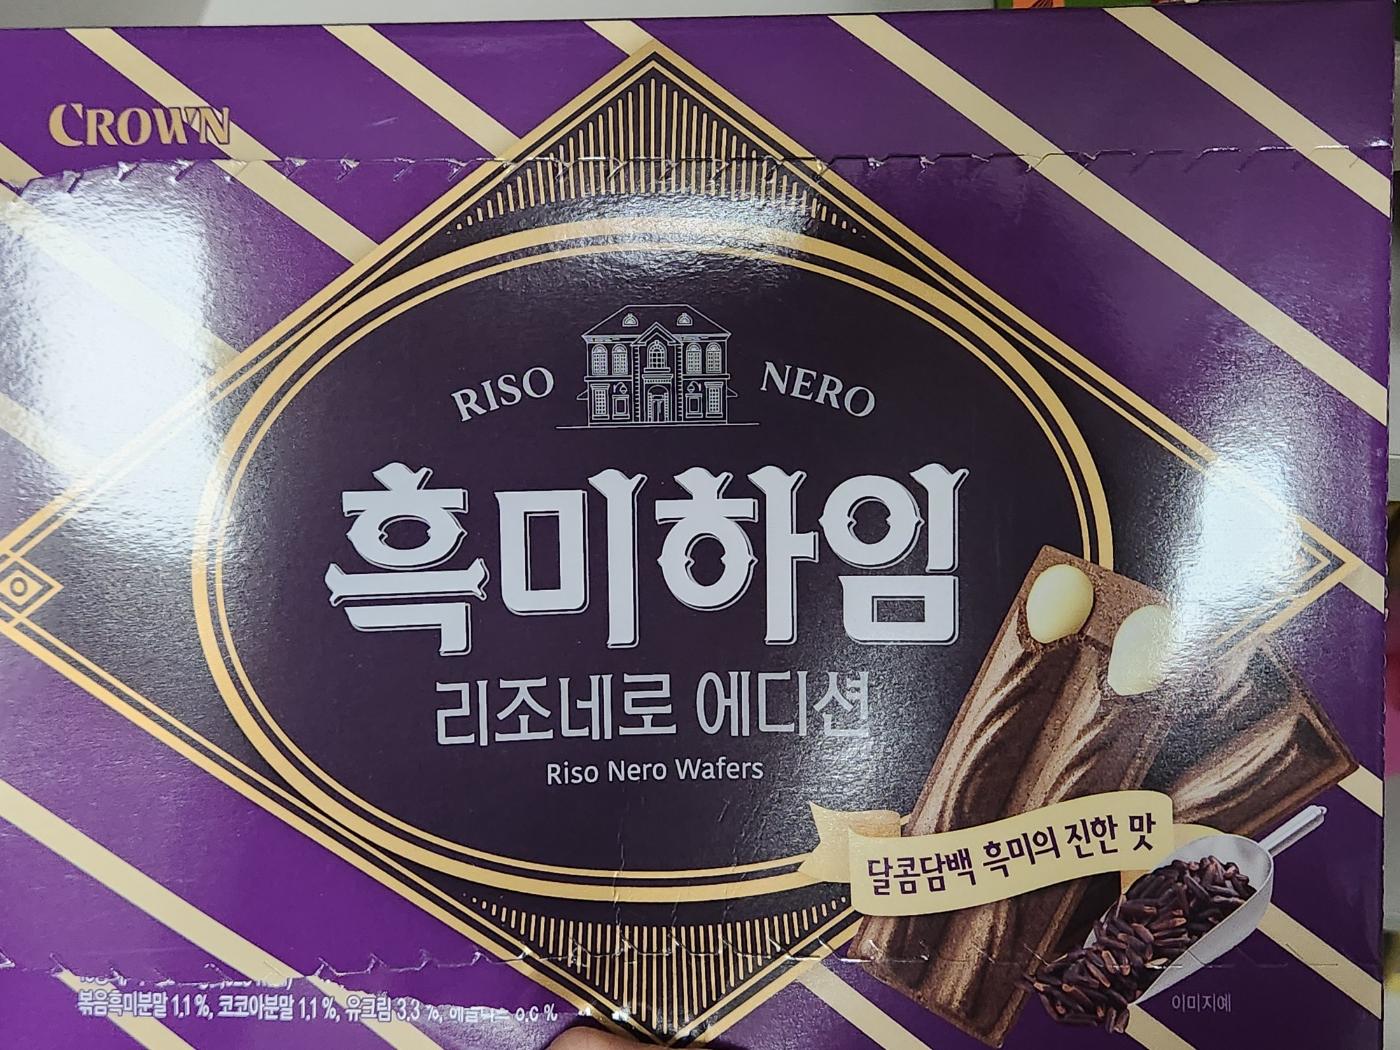 CROWN
RISO NERO
흑미하임
리조네로 에디션
Riso Nero Wafers
달콤담백 흑미의 진한 맛
볶음흑미분말 1.1 %, 코코아분말 1.1 %, 유크림 3.3 %,
이미지예